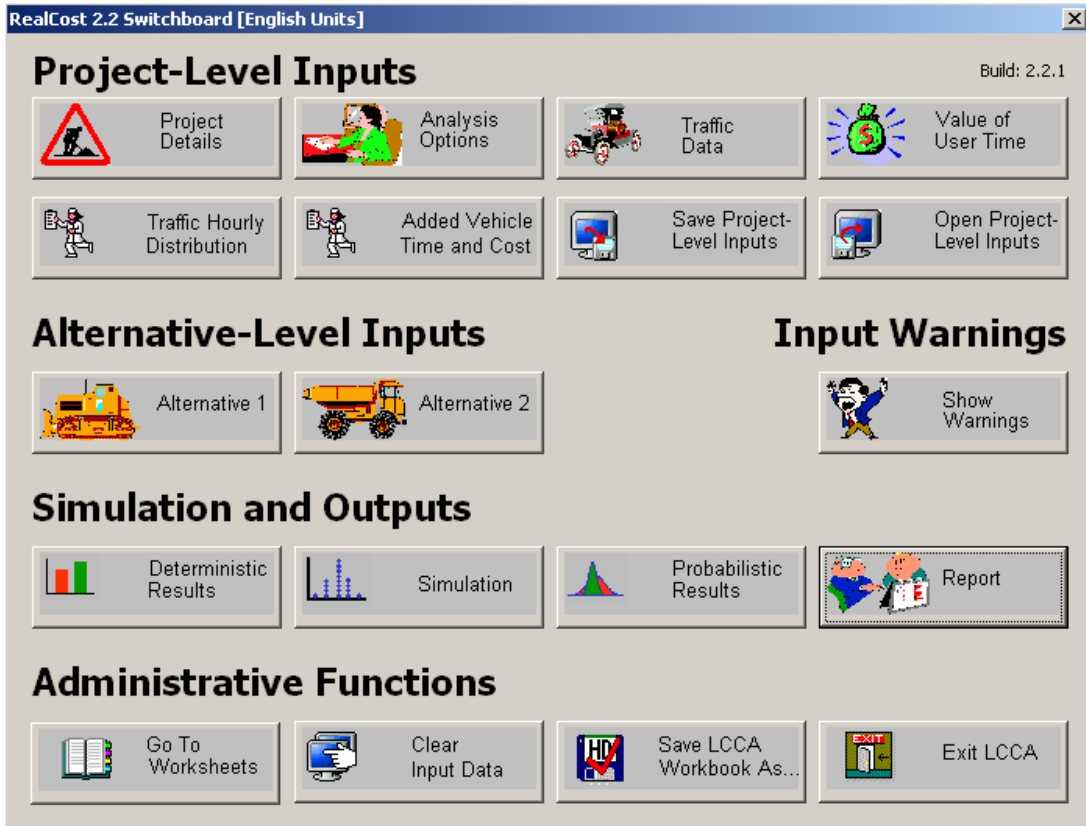 RealCost 2.2 Switchboard [English Units]
Project-Level Inputs
Build: 2.2.1
Project
Details
Analysis
Options
Traffic
Data
Value of
User Time
Traffic Hourly
Distribution
Added Vehicle
Time and Cost
Save Project-
Level Inputs
Open Project-
Level Inputs
Alternative-Level Inputs
Input Warnings
Alternative 1
Alternative 2
Show
Warnings
Simulation and Outputs
Deterministic
Results
Simulation
Probabilistic
Results
Report
Administrative Functions
Go To
Worksheets
Clear
Input Data
HD
Save LCCA
Workbook As...
EXIT
Exit LCCA